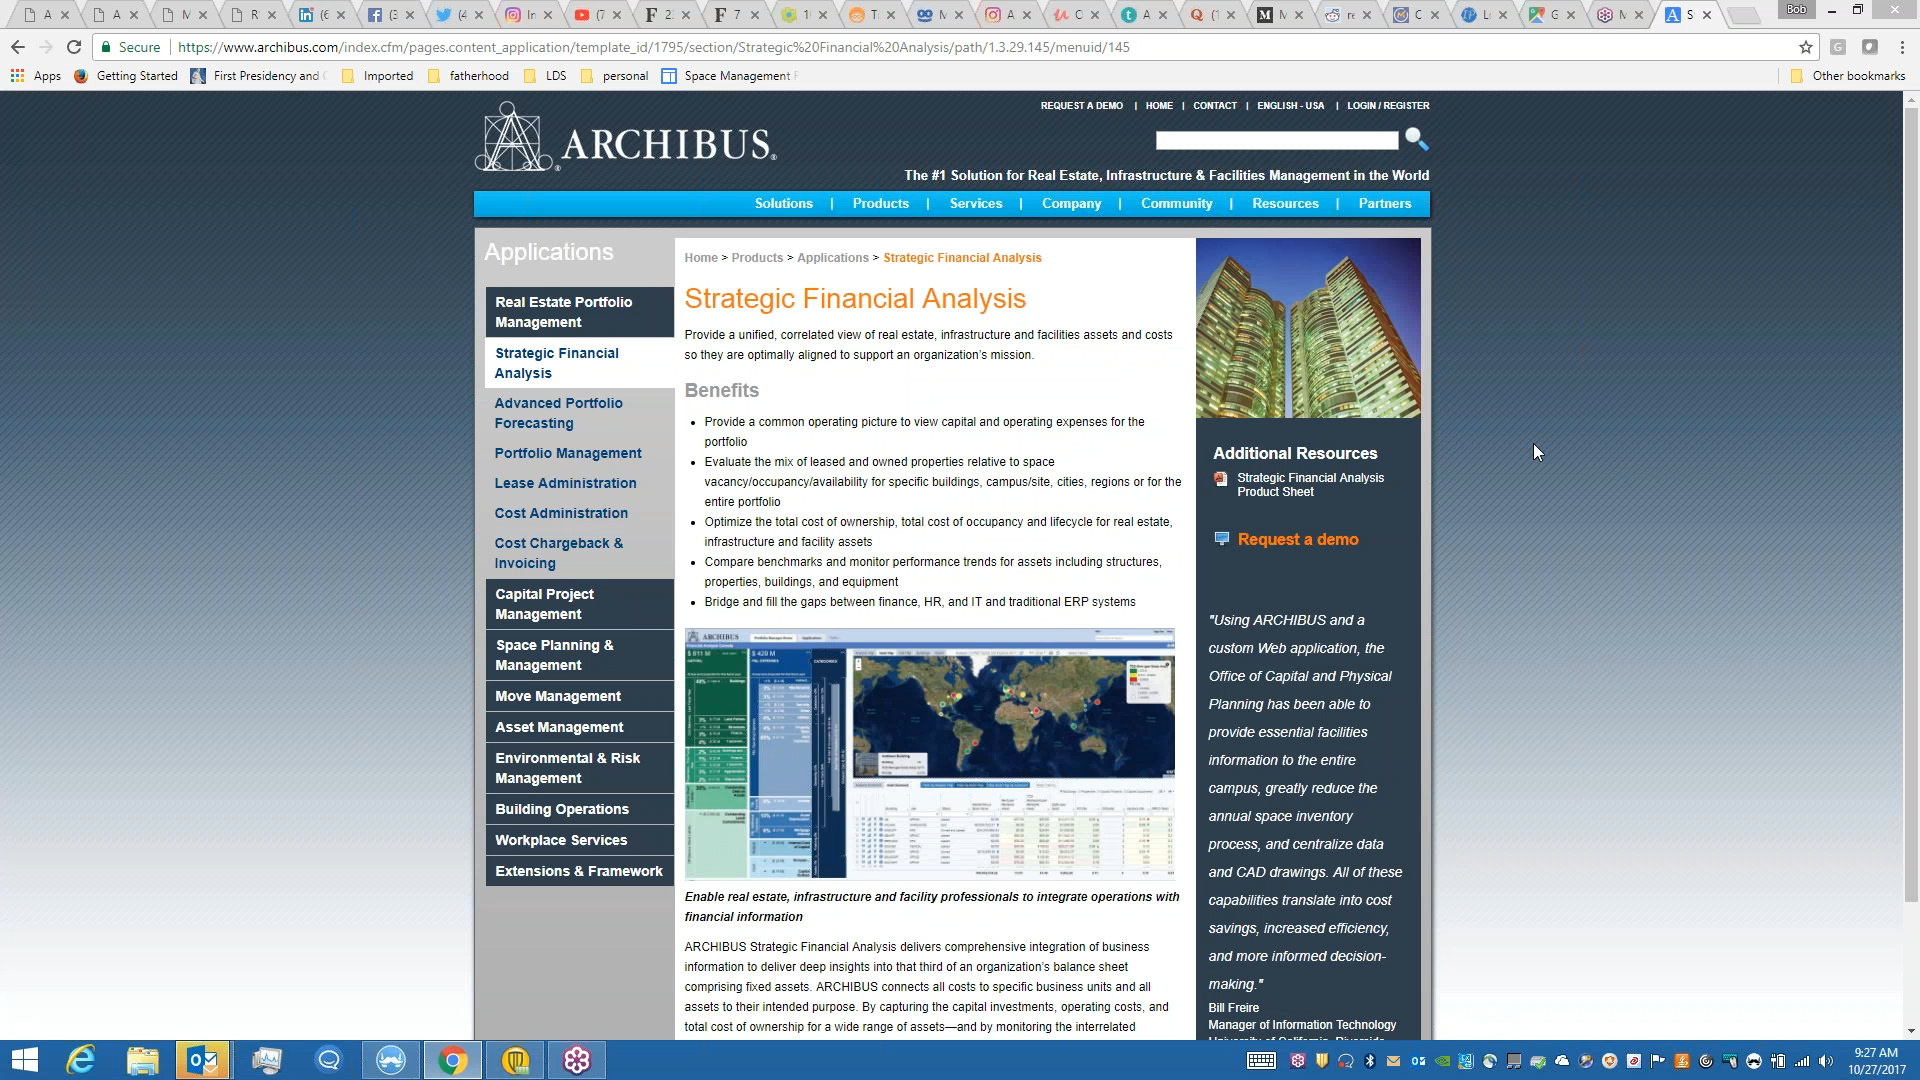 Bob
Secure
https://www.archibus.com/index.cfm/pages.content_application/template_id/1795/section/Strategic%20Financial%20Analysis/path/1.3.29.145/menuid/145
Apps
Getting Started
First Presidency and
Imported
fatherhood
LDS
personal
Space Management
Other bookmarks
REQUEST A DEMO | HOME | CONTACT | ENGLISH - USA | LOGIN / REGISTER
ARCHIBUS
The #1 Solution for Real Estate, Infrastructure & Facilities Management in the World
Solutions | Products | Services | Company | Community | Resources | Partners
Applications
Real Estate Portfolio
Management
Strategic Financial
Analysis
Advanced Portfolio
Forecasting
Portfolio Management
Lease Administration
Cost Administration
Cost Chargeback &
Invoicing
Capital Project
Management
Space Planning &
Management
Move Management
Asset Management
Environmental & Risk
Management
Building Operations
Workplace Services
Extensions & Framework
Home > Products > Applications > Strategic Financial Analysis
Strategic Financial Analysis
Provide a unified, correlated view of real estate, infrastructure and facilities assets and costs
so they are optimally aligned to support an organization's mission.
Benefits
• Provide a common operating picture to view capital and operating expenses for the
portfolio
• Evaluate the mix of leased and owned properties relative to space
vacancy/occupancy/availability for specific buildings, campus/site, cities, regions or for the
entire portfolio
• Optimize the total cost of ownership, total cost of occupancy and lifecycle for real estate,
infrastructure and facility assets
• Compare benchmarks and monitor performance trends for assets including structures,
properties, buildings, and equipment
• Bridge and fill the gaps between finance, HR, and IT and traditional ERP systems
ARCHIBUS
$ 611 M
$ 429 M
CATEGORIES
Enable real estate, infrastructure and facility professionals to integrate operations with
financial information
ARCHIBUS Strategic Financial Analysis delivers comprehensive integration of business
information to deliver deep insights into that third of an organization's balance sheet
comprising fixed assets. ARCHIBUS connects all costs to specific business units and all
assets to their intended purpose. By capturing the capital investments, operating costs, and
total cost of ownership for a wide range of assets—and by monitoring the interrelated
Additional Resources
Strategic Financial Analysis
Product Sheet
Request a demo
"Using ARCHIBUS and a
custom Web application, the
Office of Capital and Physical
Planning has been able to
provide essential facilities
information to the entire
campus, greatly reduce the
annual space inventory
process, and centralize data
and CAD drawings. All of these
capabilities translate into cost
savings, increased efficiency,
and more informed decision-
making."
Bill Freire
Manager of Information Technology
9:27 AM
10/27/2017